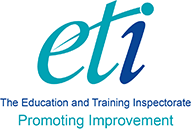 eti
The Education and Training Inspectorate
Promoting Improvement